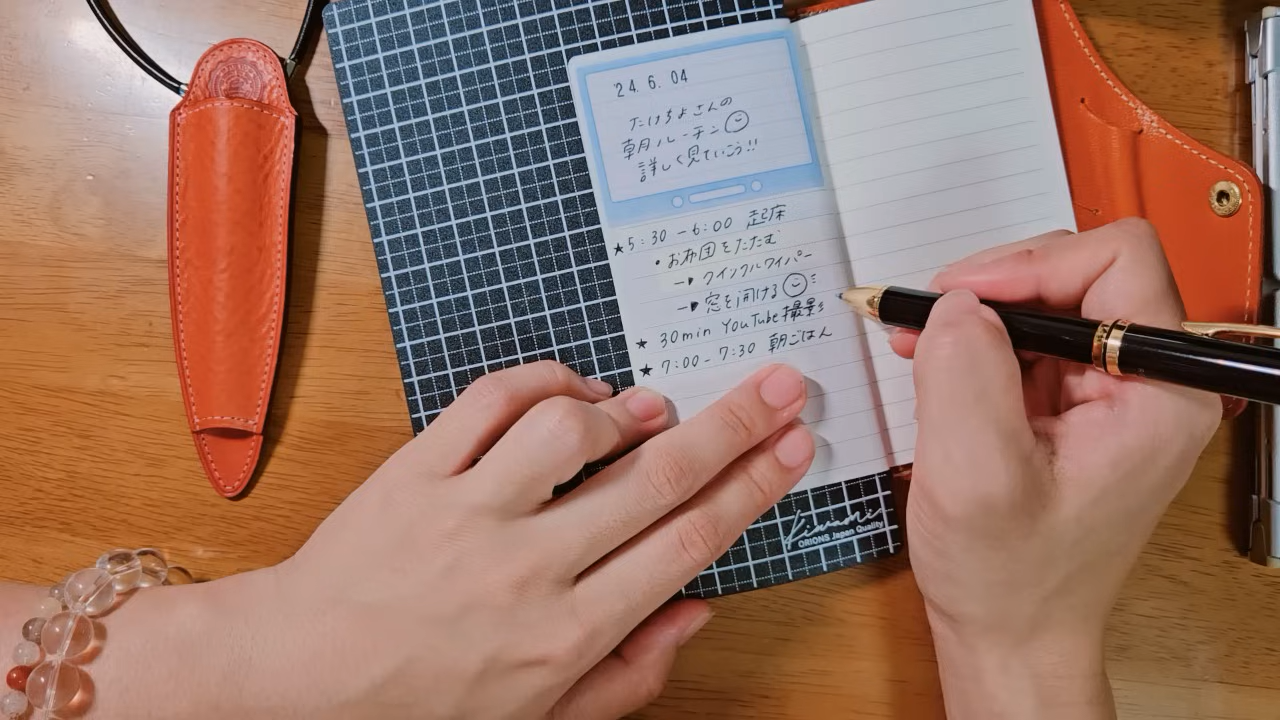 '24. 6. 04
たけちよさんの
朝ルーチン
詳しく見ていこう!!
★5:30 - 6:00 起床
・お布団をたたむ
→ クイックルワイパー
→ 窓を開ける
★ 30min YouTube撮影
★ 7:00 - 7:30 朝ごはん
Kiwami
ORIONS Japan Quality